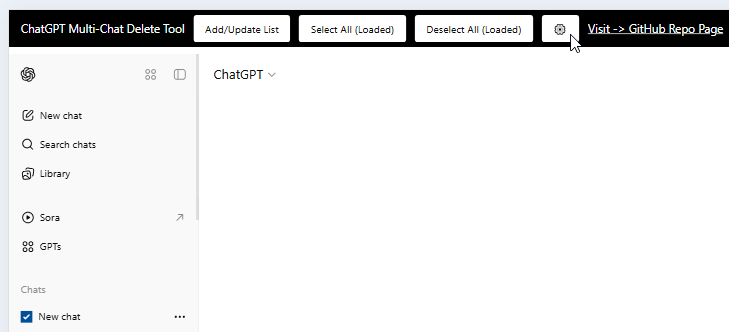 ChatGPT Multi-Chat Delete Tool Add/Update List Select All (Loaded) Deselect All (Loaded) Visit -> GitHub Repo Page
ChatGPT
New chat
Search chats
Library
Sora
GPTs
Chats
New chat